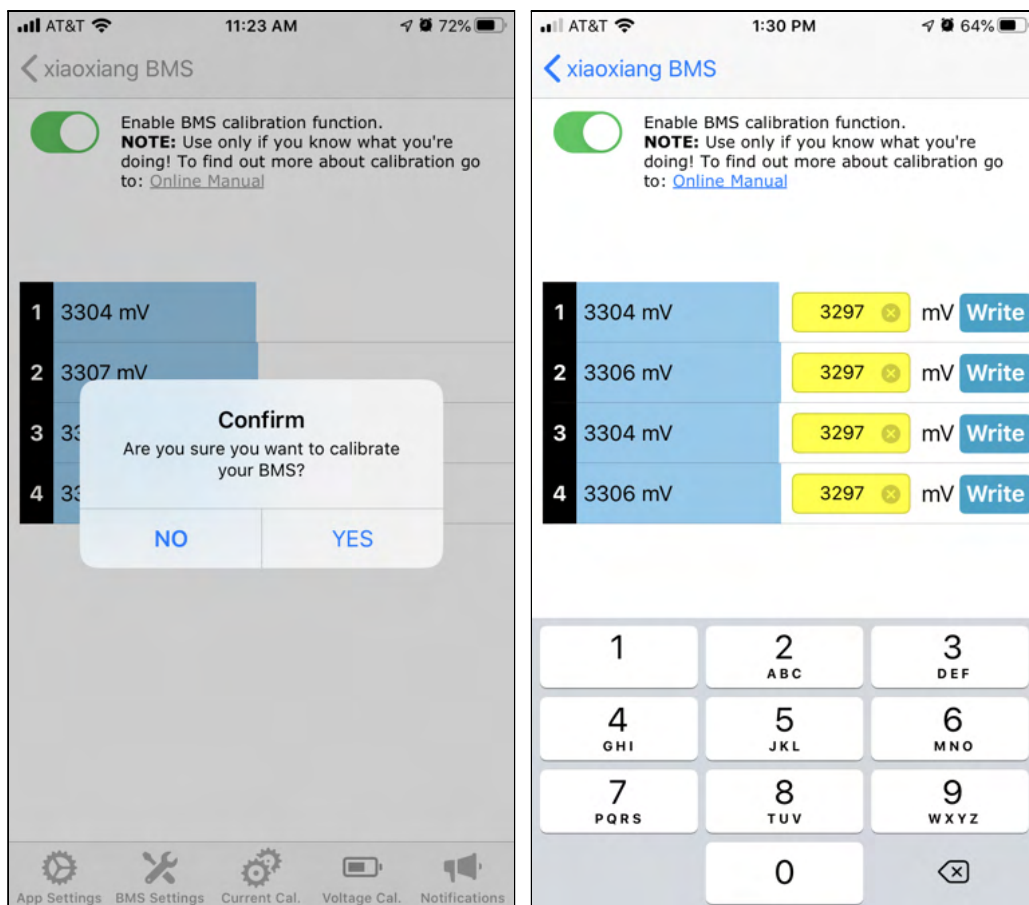 AT&T 11:23 AM 72%
xiaoxiang BMS
Enable BMS calibration function.
NOTE: Use only if you know what you're
doing! To find out more about calibration go
to: Online Manual
1 3304 mV
2 3307 mV
3 33
4 33
Confirm
Are you sure you want to calibrate
your BMS?
NO YES
App Settings BMS Settings Current Cal. Voltage Cal. Notifications
AT&T 1:30 PM 64%
xiaoxiang BMS
Enable BMS calibration function.
NOTE: Use only if you know what you're
doing! To find out more about calibration go
to: Online Manual
1 3304 mV 3297 mV Write
2 3306 mV 3297 mV Write
3 3304 mV 3297 mV Write
4 3306 mV 3297 mV Write
1 2 3
ABC DEF
4 5 6
GHI JKL MNO
7 8 9
PQRS TUV WXYZ
0